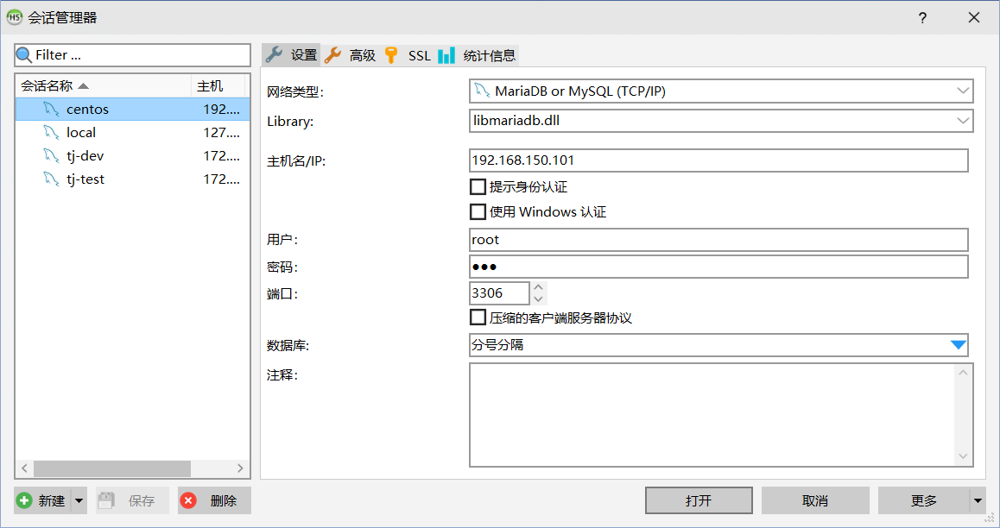 HS 会话管理器
Filter ...
会话名称 主机
centos 192....
local 127....
tj-dev 172....
tj-test 172....
新建 保存 删除
设置 高级 SSL 统计信息
网络类型: MariaDB or MySQL (TCP/IP)
Library: libmariadb.dll
主机名/IP: 192.168.150.101
提示身份认证
使用 Windows 认证
用户: root
密码: ●●●
端口: 3306
压缩的客户端服务器协议
数据库: 分号分隔
注释:
打开 取消 更多